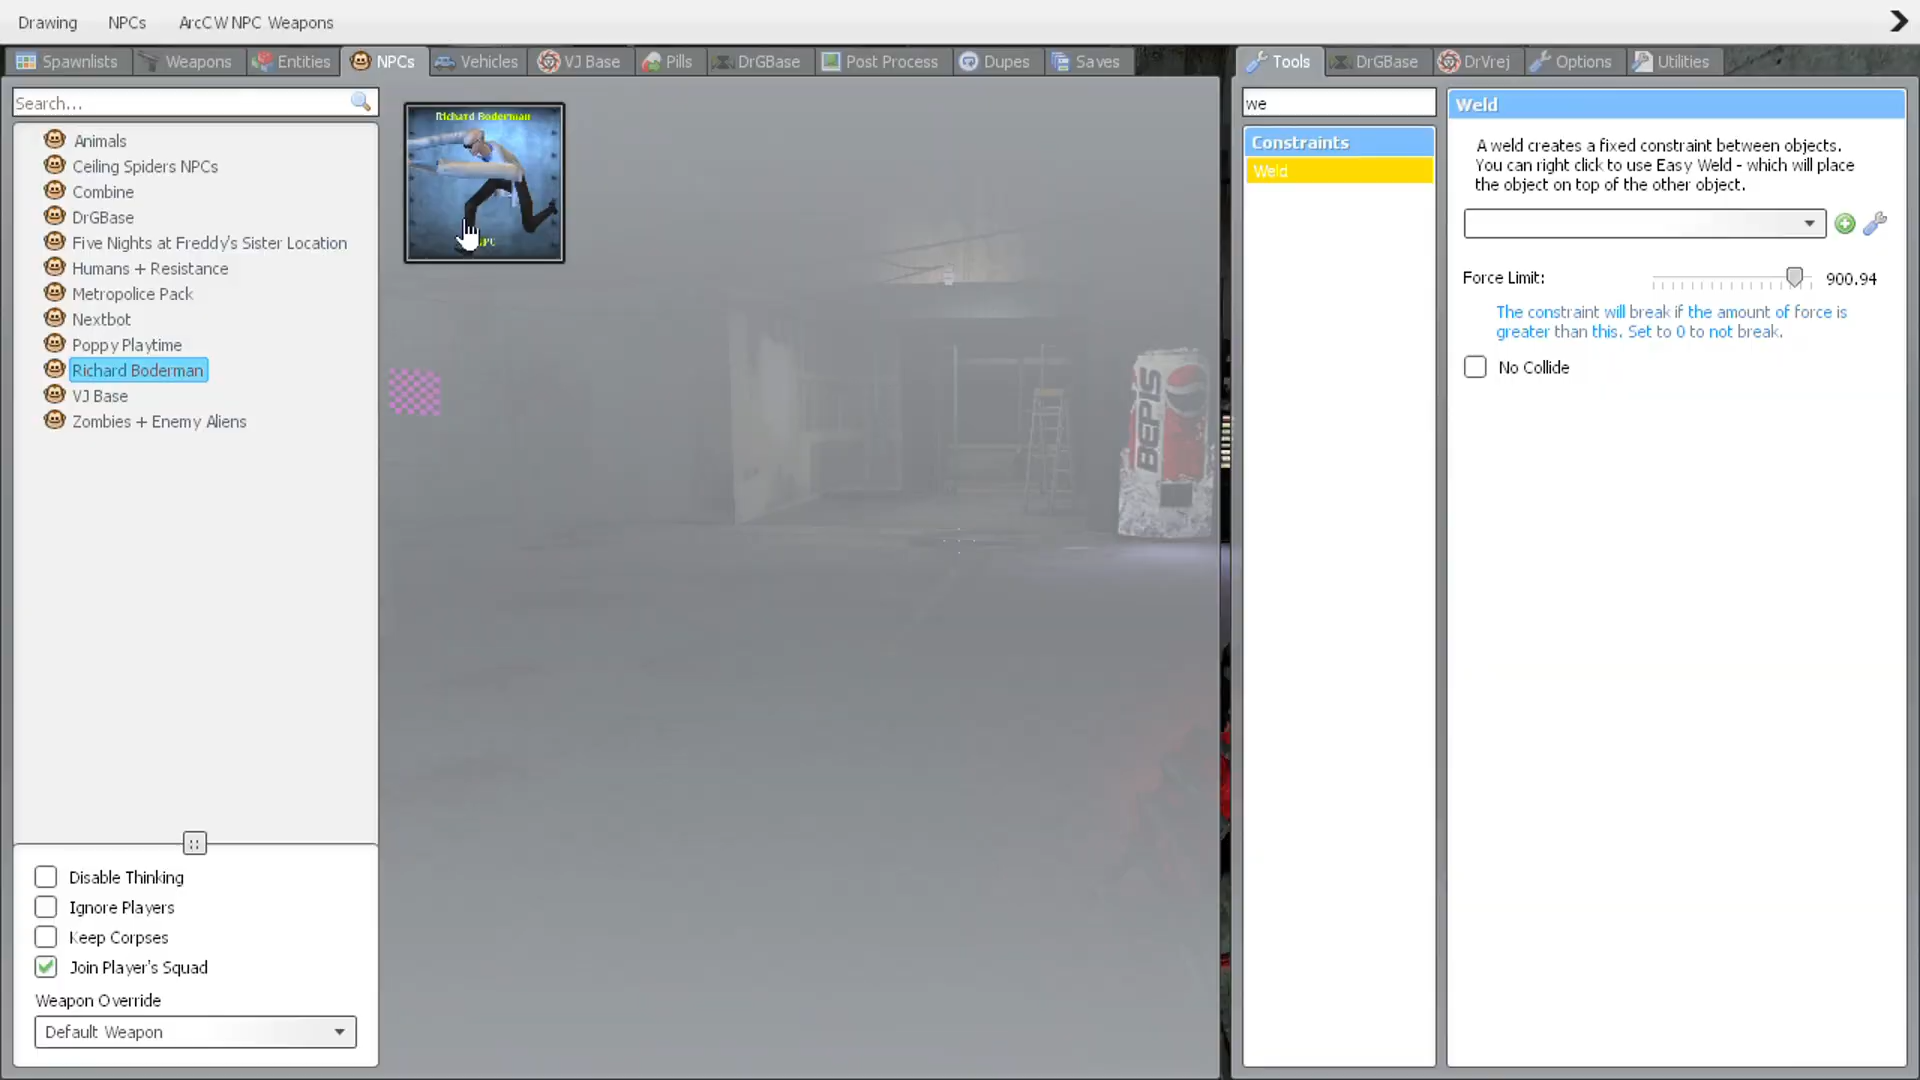 Drawing NPCs ArcCW NPC Weapons
Spawnlists Weapons Entities NPCs Vehicles VJ Base Pills DrGBase Post Process Dupes Saves
Tools DrGBase DrVrej Options Utilities
Search...
Animals
Ceiling Spiders NPCs
Combine
DrGBase
Five Nights at Freddy's Sister Location
Humans + Resistance
Metropolice Pack
Nextbot
Poppy Playtime
Richard Boderman
VJ Base
Zombies + Enemy Aliens
Disable Thinking
Ignore Players
Keep Corpses
Join Player's Squad
Weapon Override
Default Weapon
Richard Boderman
BEPIS
we
Constraints
Weld
Weld
A weld creates a fixed constraint between objects.
You can right click to use Easy Weld - which will place
the object on top of the other object.
Force Limit: 900.94
The constraint will break if the amount of force is
greater than this. Set to 0 to not break.
No Collide